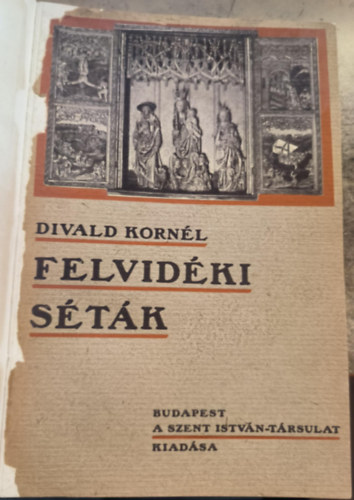 DIVALD KORNÉL
FELVIDÉKI
SÉTÁK
BUDAPEST
A SZENT ISTVÁN-TÁRSULAT
KIADÁSA